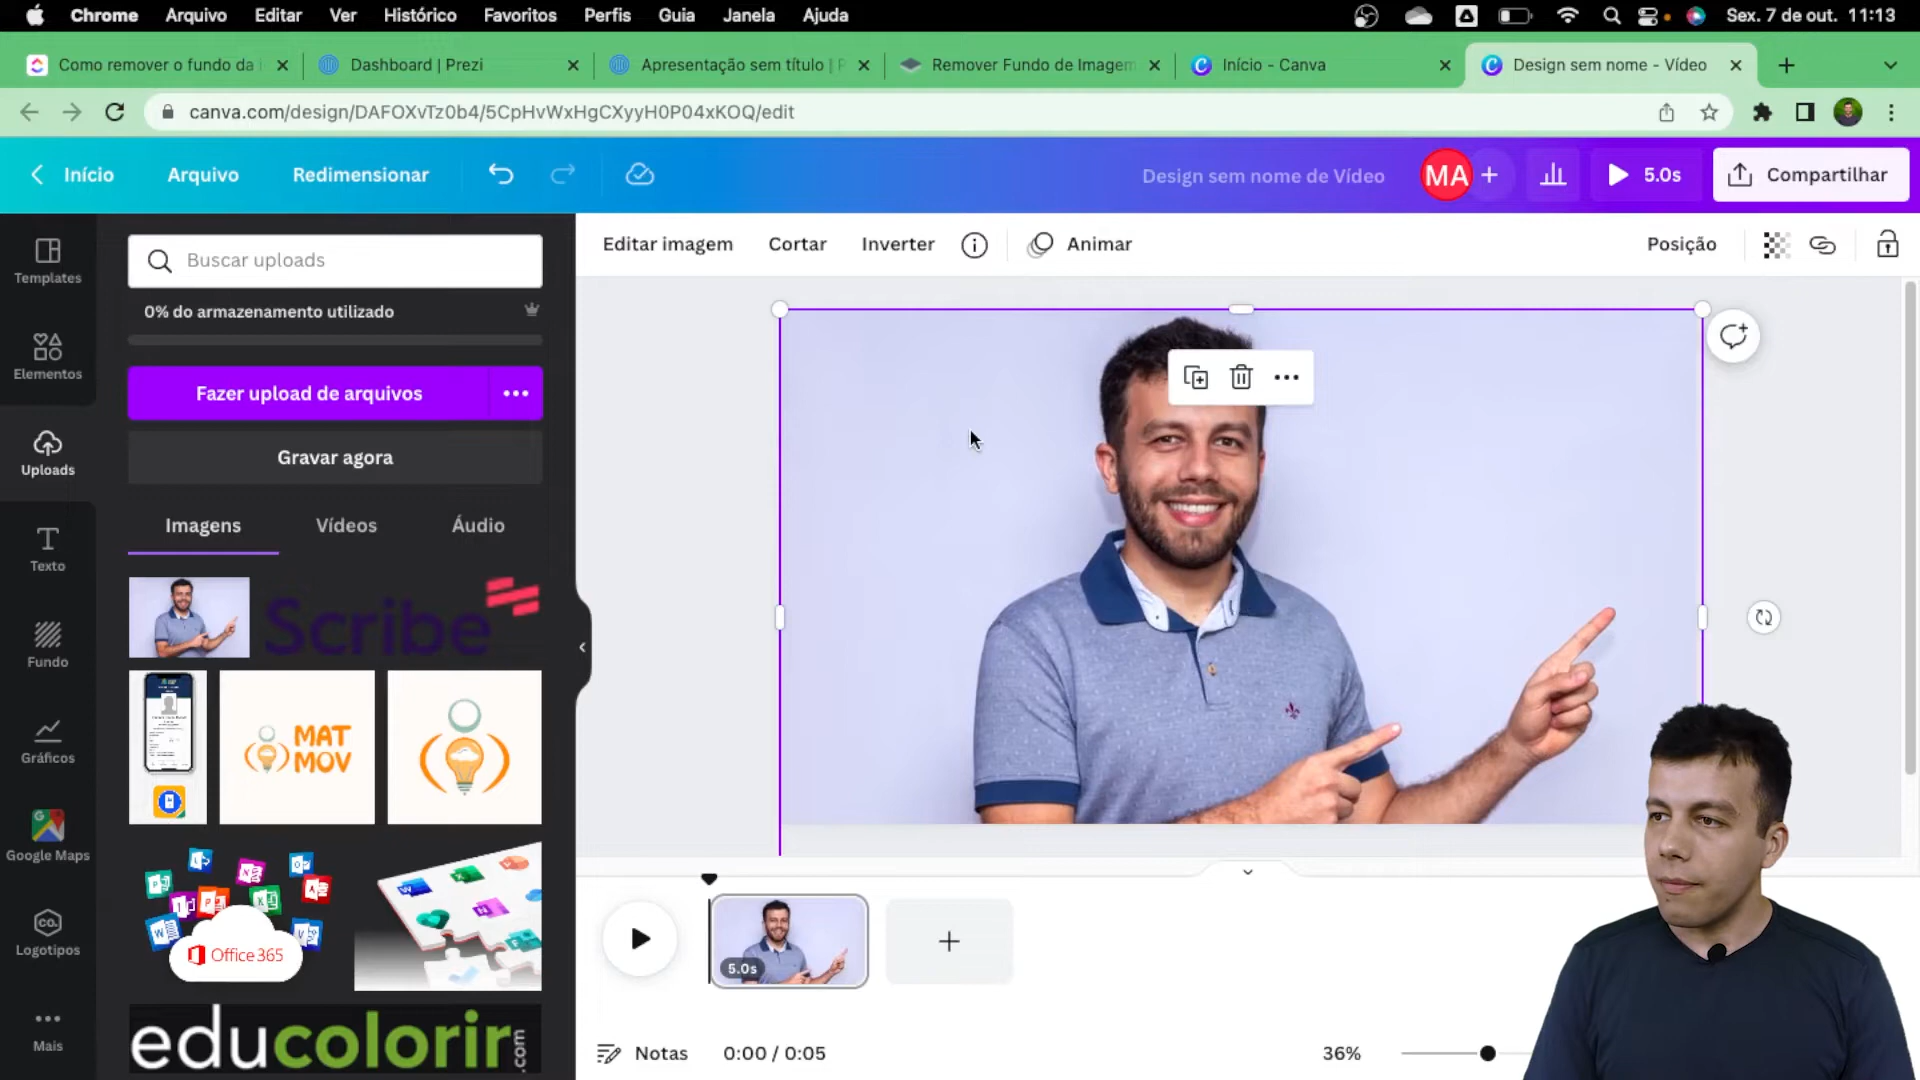 Chrome Arquivo Editar Ver Histórico Favoritos Perfis Guia Janela Ajuda
Sex. 7 de out. 11:13
Como remover o fundo da i
Dashboard | Prezi
Apresentação sem título | P
Remover Fundo de Imagem
Início - Canva
Design sem nome - Vídeo
canva.com/design/DAFOXvTz0b4/5CpHvWxHgCXyyH0P04xKOQ/edit
Início
Arquivo
Redimensionar
Design sem nome de Vídeo
MA
5.0s
Compartilhar
Templates
Elementos
Uploads
Texto
Fundo
Gráficos
Google Maps
CO.
Logotipos
Mais
Buscar uploads
0% do armazenamento utilizado
Fazer upload de arquivos
Gravar agora
Imagens
Vídeos
Áudio
Scribe
MAT
MOV
Office 365
educolorir.com
Editar imagem
Cortar
Inverter
Animar
Posição
5.0s
Notas
0:00 / 0:05
36%